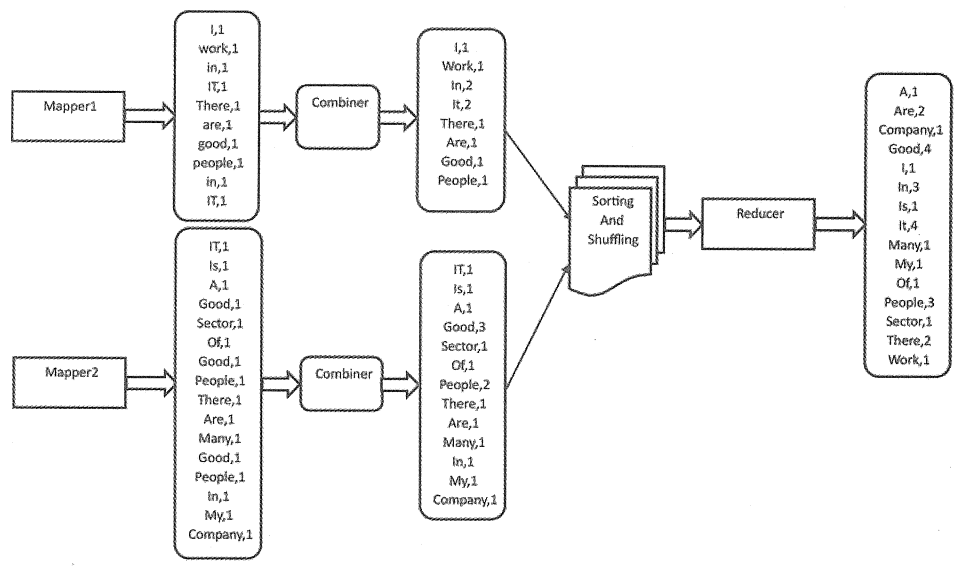 Mapper1
I,1
work,1
in,1
IT,1
There,1
are,1
good,1
people,1
in,1
IT,1
Combiner
I,1
Work,1
In,2
It,2
There,1
Are,1
Good,1
People,1
Mapper2
IT,1
Is,1
A,1
Good,1
Sector,1
Of,1
Good,1
People,1
There,1
Are,1
Many,1
Good,1
People,1
In,1
My,1
Company,1
Combiner
IT,1
Is,1
A,1
Good,3
Sector,1
Of,1
People,2
There,1
Are,1
Many,1
In,1
My,1
Company,1
Sorting
And
Shuffling
Reducer
A,1
Are,2
Company,1
Good,4
I,1
In,3
Is,1
It,4
Many,1
My,1
Of,1
People,3
Sector,1
There,2
Work,1